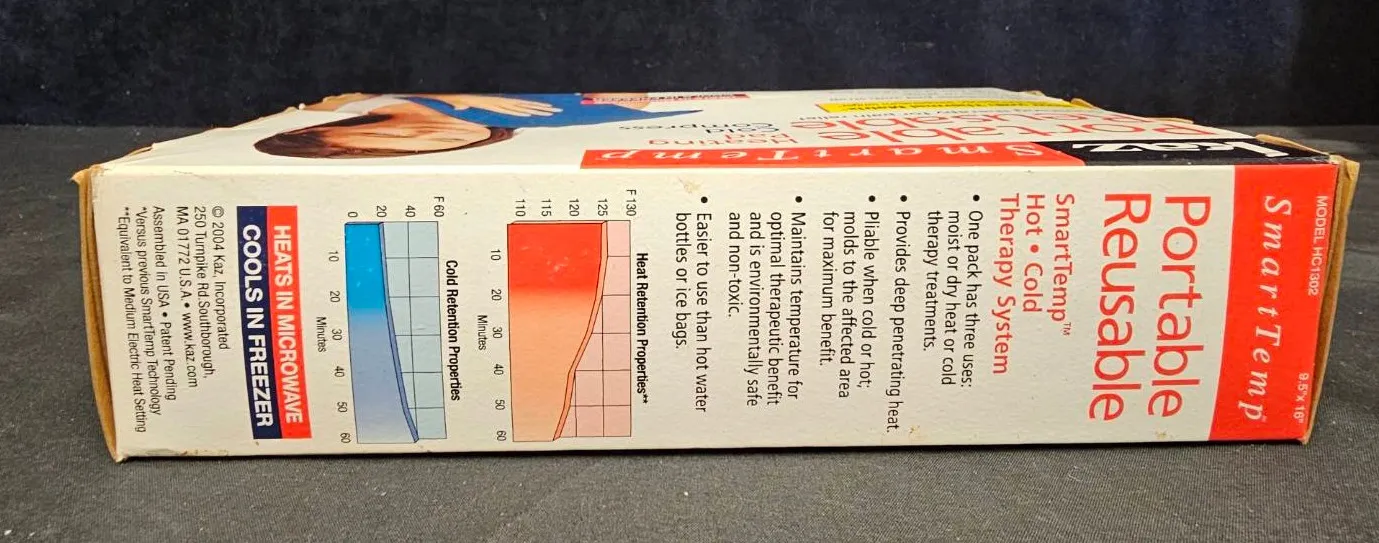 MODEL HC1302
9.5"x 16"
SmartTemp
Portable
Reusable
SmartTemp™
Hot • Cold
Therapy System
• One pack has three uses:
moist or dry heat or cold
therapy treatments.
• Provides deep penetrating heat.
• Pliable when cold or hot;
molds to the affected area
for maximum benefit.
• Maintains temperature for
optimal therapeutic benefit
and is environmentally safe
and non-toxic.
• Easier to use than hot water
bottles or ice bags.
Heat Retention Properties**
F 130
125
120
115
110
10 20 30 40 50 60
Minutes
Cold Retention Properties
F 60
40
20
0
10 20 30 40 50 60
Minutes
HEATS IN MICROWAVE
COOLS IN FREEZER
© 2004 Kaz, Incorporated
250 Turnpike Rd.Southborough,
MA 01772 U.S.A. • www.kaz.com
Assembled in USA • Patent Pending
*Versus previous SmartTemp Technology
**Equivalent to Medium Electric Heat Setting
kaz
SmartTemp
Portable
Reusable
Heating
Pad
Cold
Compress